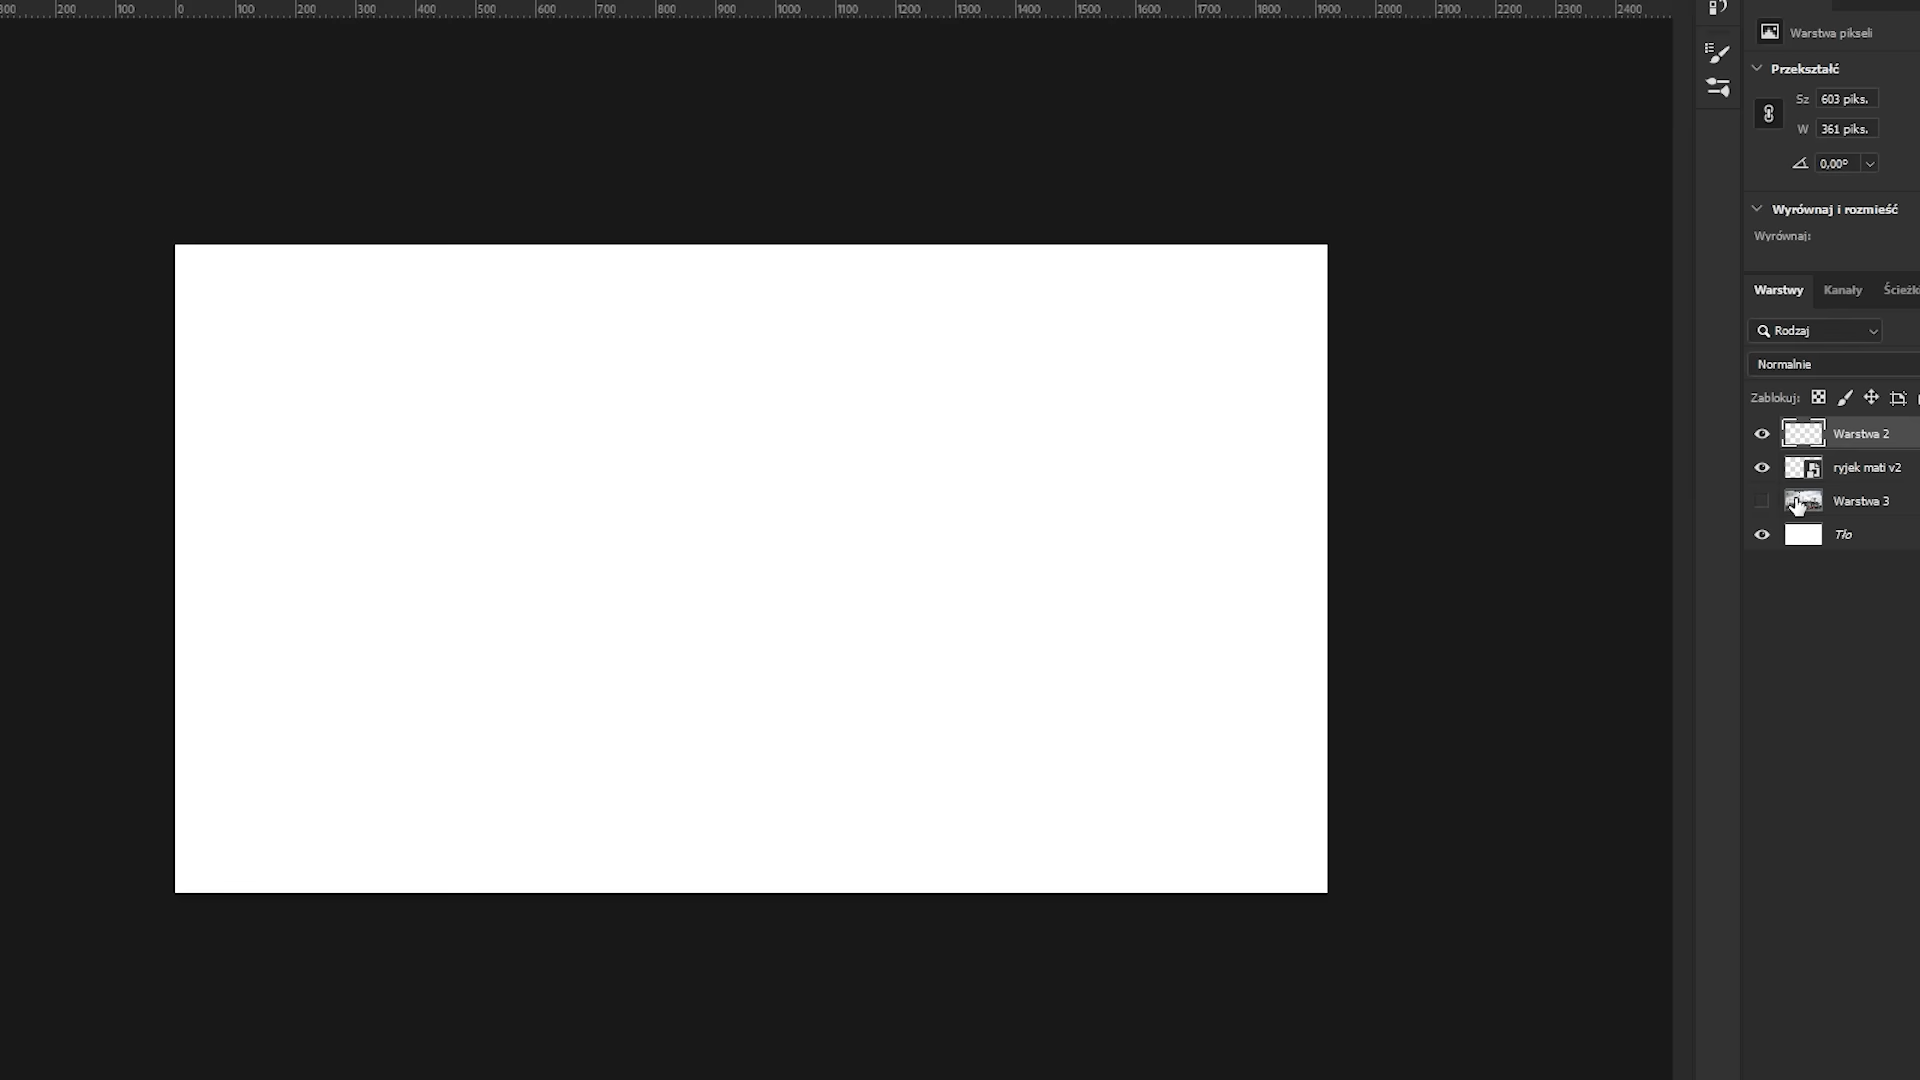 300 200 100 0 100 200 300 400 500 600 700 800 900 1000 1100 1200 1300 1400 1500 1600 1700 1800 1900 2000 2100 2200 2300 2400
Warstwa pikseli
Przekształć
Sz 603 piks.
W 361 piks.
0,00°
Wyrównaj i rozmieść
Wyrównaj:
Warstwy Kanały Ścieżki
Rodzaj
Normalnie
Zablokuj:
Warstwa 2
ryjek mati v2
Warstwa 3
Tło